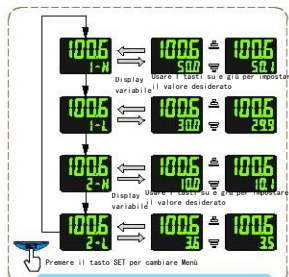 100.6 100.6 100.6
1-H 50.0 50.1
Display variabile
Usare i tasti su e giù per impostare il valore desiderato
100.6 100.6 100.6
1-L 30.0 29.9
100.6 100.6 100.6
2-H 10.0 10.1
Display variabile
Usare i tasti su e giù per impostare il valore desiderato
100.6 100.6 100.6
2-L 3.6 3.5
SET
Premere il tasto SET per cambiare Menù